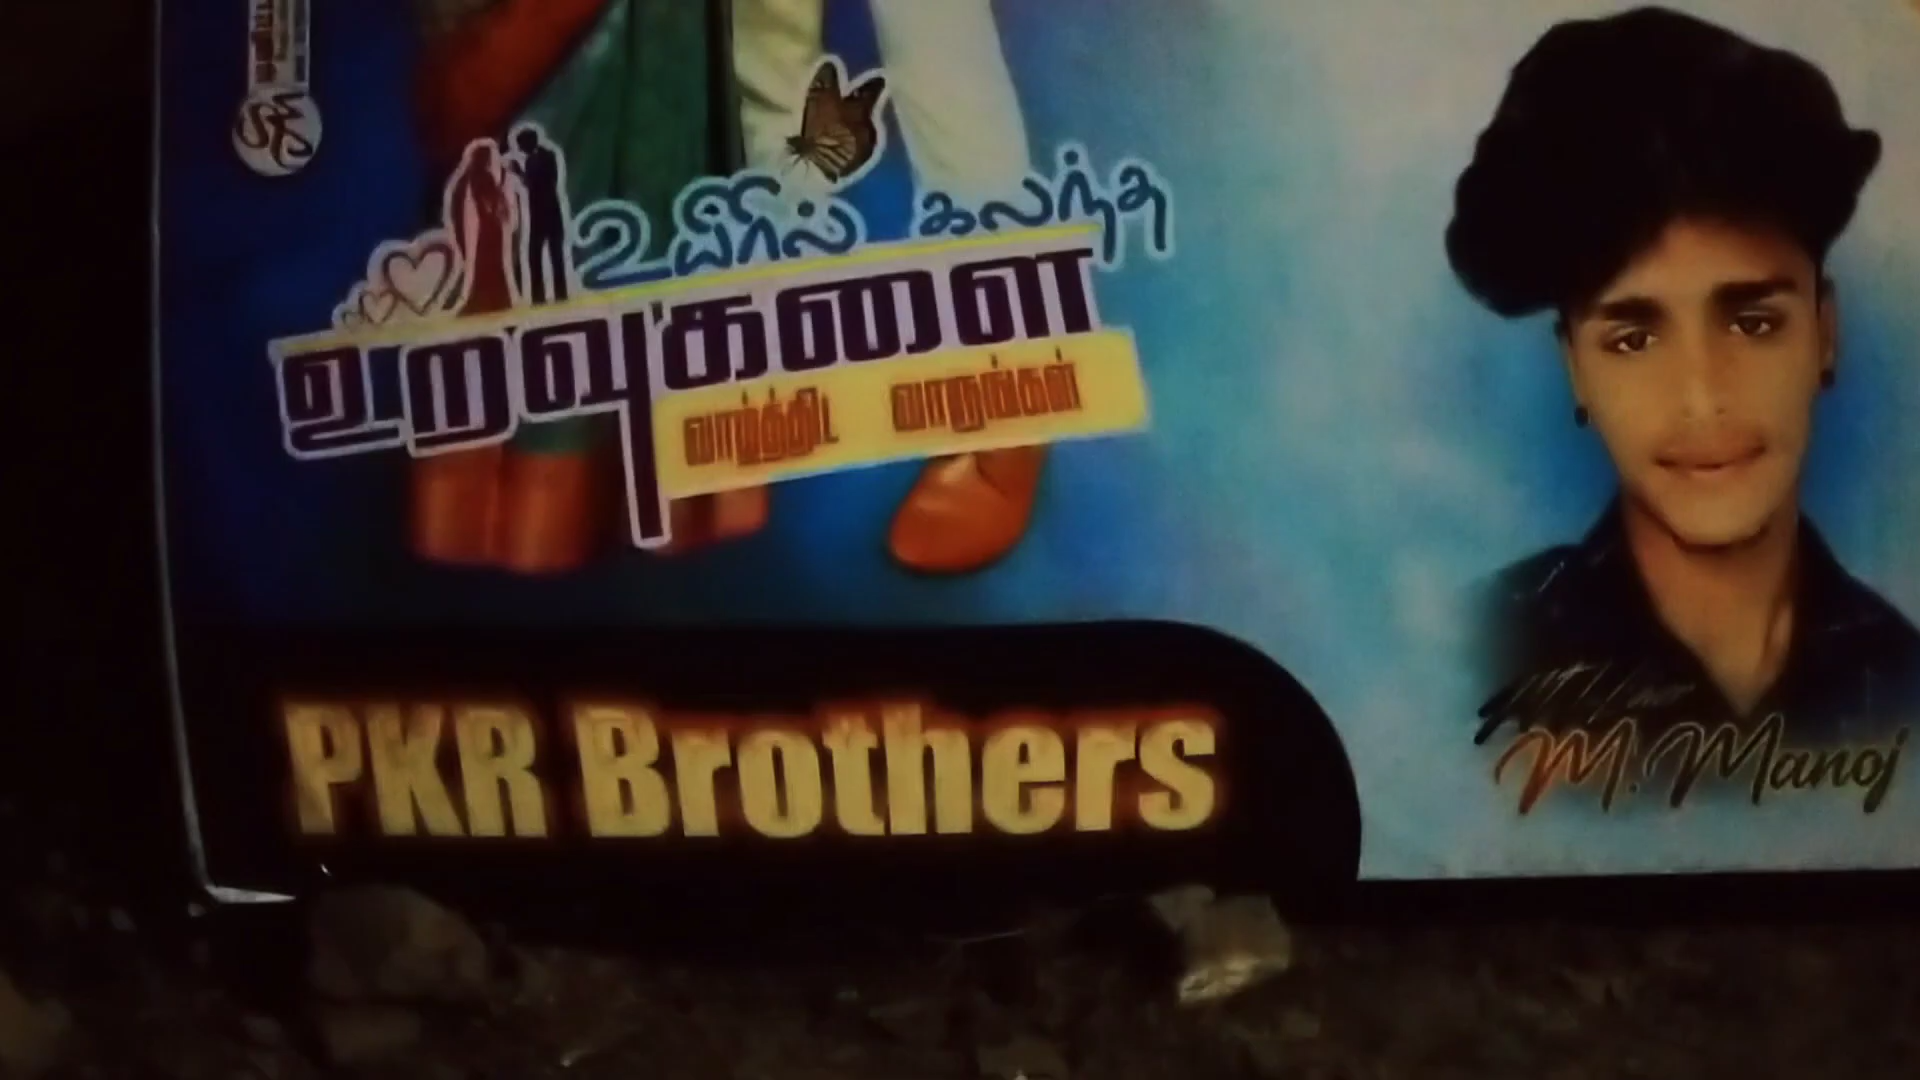 உயிரில் கலந்த
உறவுகளை
வாழ்த்திட வாருங்கள்
PKR Brothers
M. Manoj